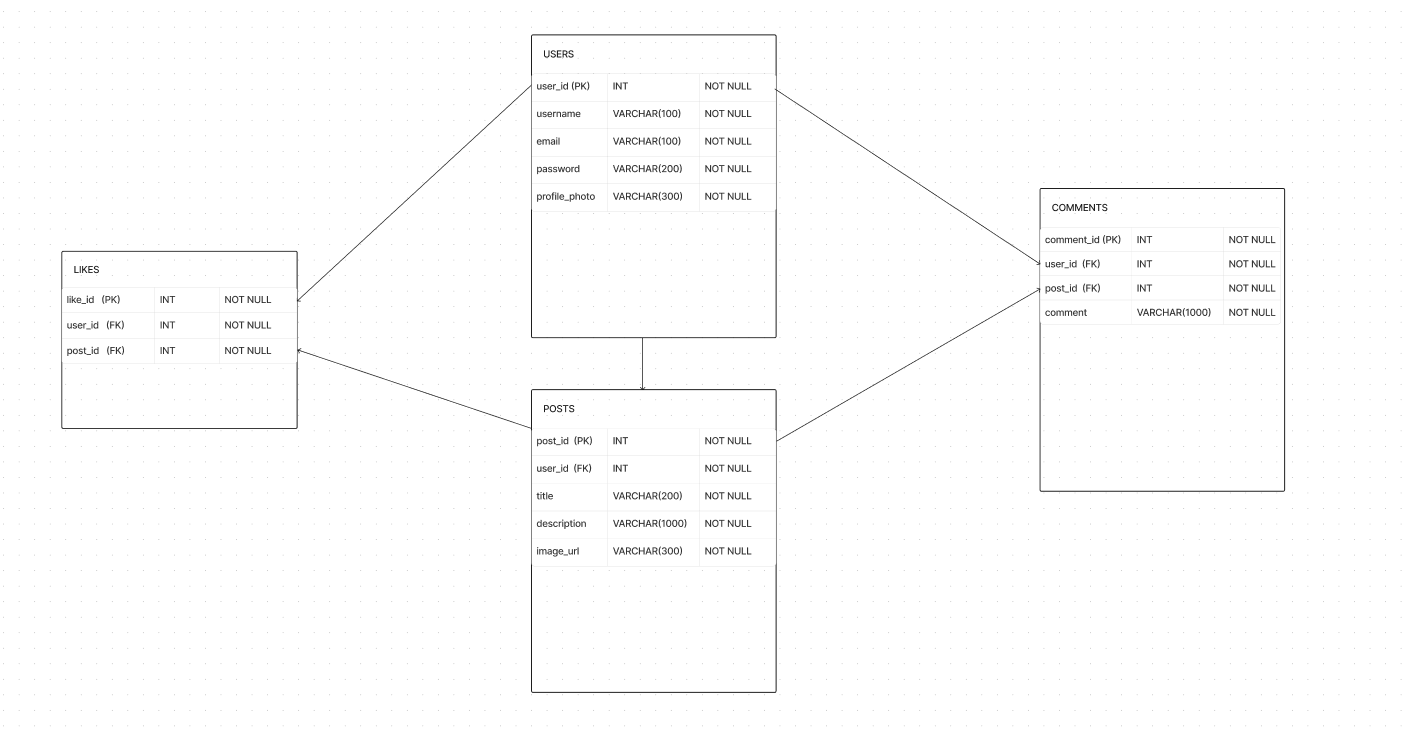 USERS
user_id (PK) INT NOT NULL
username VARCHAR(100) NOT NULL
email VARCHAR(100) NOT NULL
password VARCHAR(200) NOT NULL
profile_photo VARCHAR(300) NOT NULL
LIKES
like_id (PK) INT NOT NULL
user_id (FK) INT NOT NULL
post_id (FK) INT NOT NULL
COMMENTS
comment_id (PK) INT NOT NULL
user_id (FK) INT NOT NULL
post_id (FK) INT NOT NULL
comment VARCHAR(1000) NOT NULL
POSTS
post_id (PK) INT NOT NULL
user_id (FK) INT NOT NULL
title VARCHAR(200) NOT NULL
description VARCHAR(1000) NOT NULL
image_url VARCHAR(300) NOT NULL